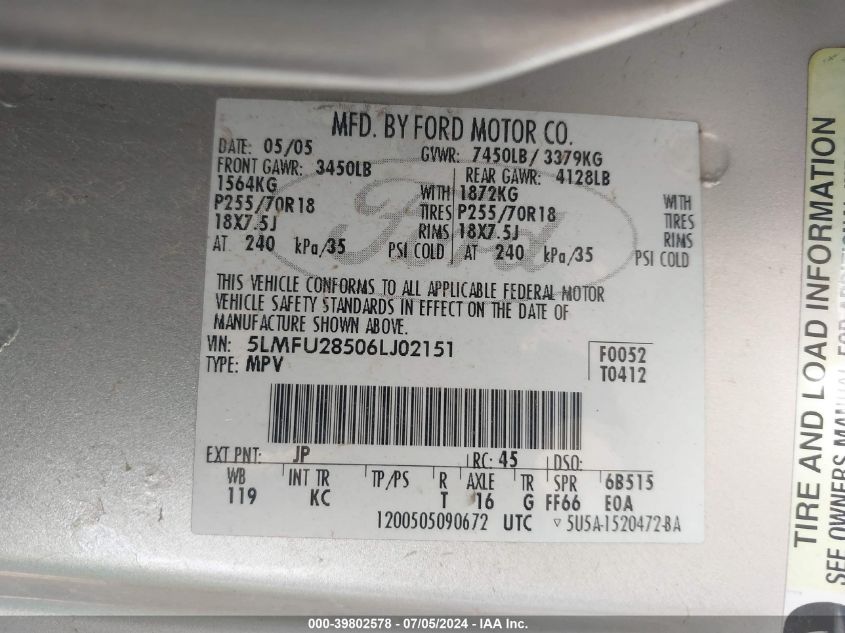 MFD. BY FORD MOTOR CO.
DATE: 05/05 GVWR: 7450LB / 3379KG
FRONT GAWR: 3450LB REAR GAWR: 4128LB
1564KG WITH 1872KG WITH
P255/70R18 TIRES P255/70R18 TIRES
18X7.5J RIMS 18X7.5J RIMS
AT 240 kPa/35 PSI COLD AT 240 kPa/35 PSI COLD
Ford
THIS VEHICLE CONFORMS TO ALL APPLICABLE FEDERAL MOTOR
VEHICLE SAFETY STANDARDS IN EFFECT ON THE DATE OF
MANUFACTURE SHOWN ABOVE.
VIN: 5LMFU28506LJ02151 F0052
TYPE: MPV T0412
EXT PNT: JP RC: 45 DSO:
WB INT TR TP/PS R AXLE TR SPR 6B515
119 KC T 16 G FF66 E0A
1200505090672 UTC ▽ 5U5A-1520472-BA
TIRE AND LOAD INFORMATION
SEE OWNERS MANUAL FOR
000-39802578 - 07/05/2024 - IAA Inc.